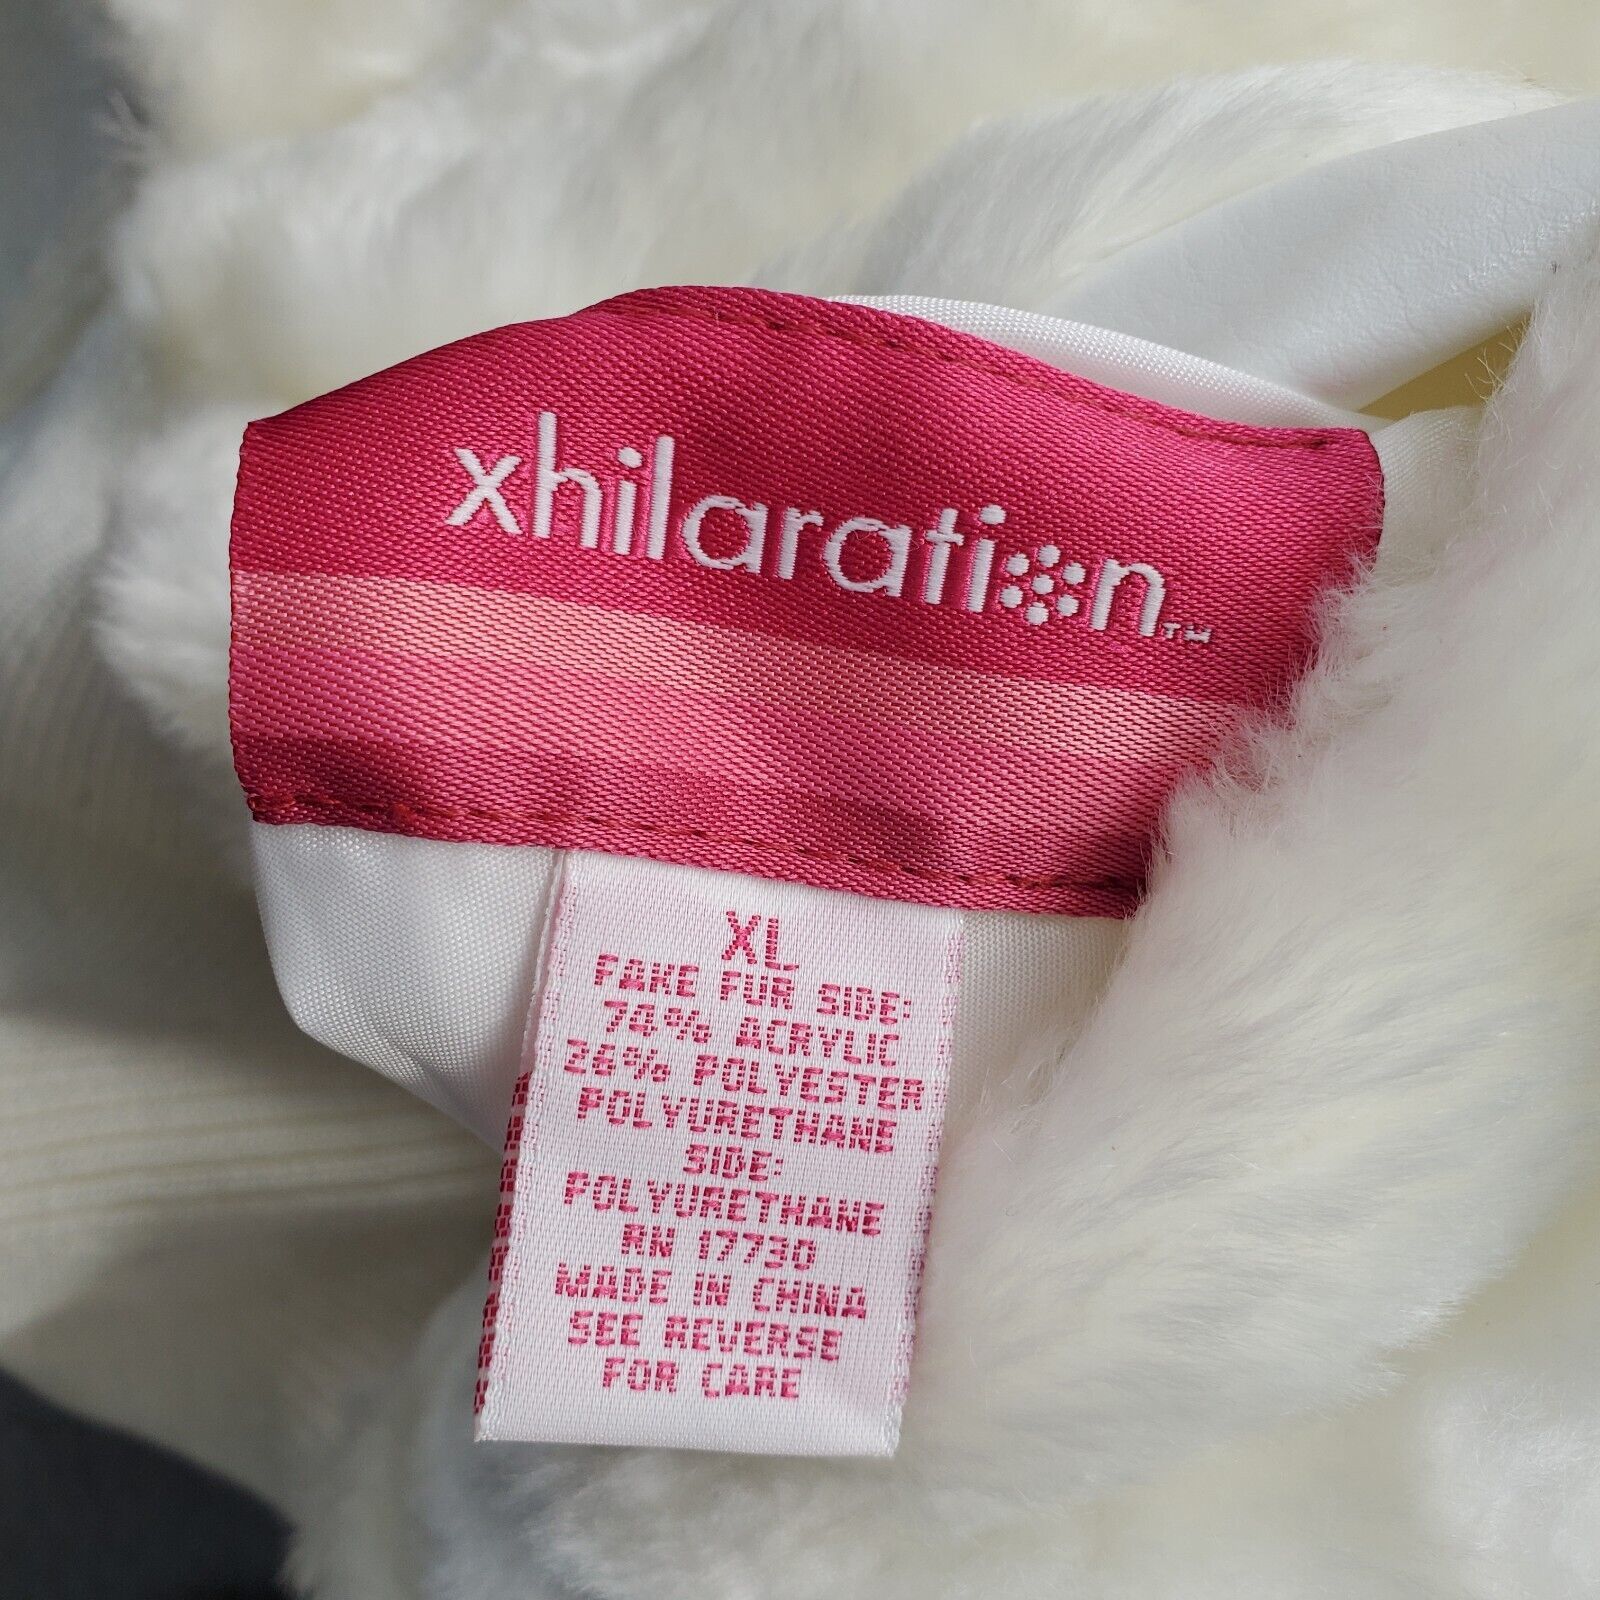 xhilaration™
XL
FAKE FUR SIDE:
74% ACRYLIC
26% POLYESTER
POLYURETHANE
SIDE:
POLYURETHANE
RN 17730
MADE IN CHINA
SEE REVERSE
FOR CARE